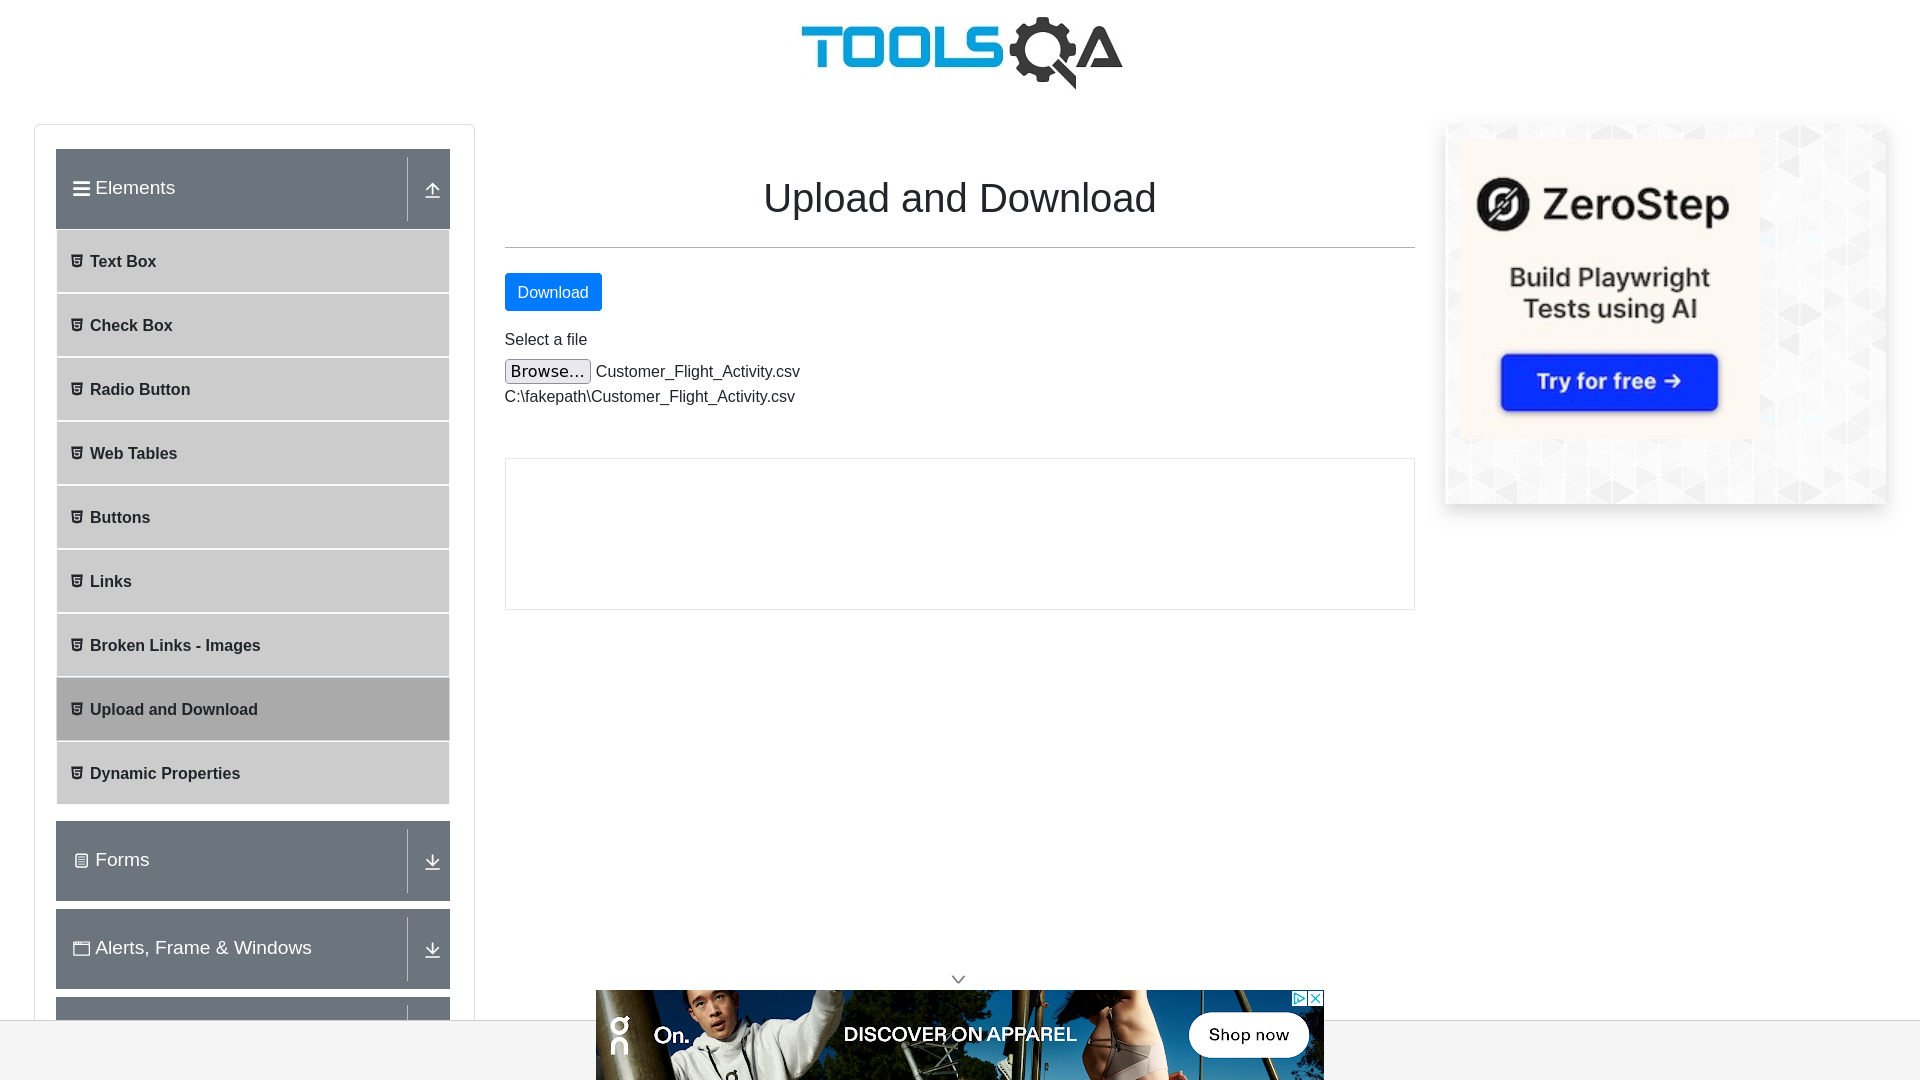 TOOLSQA
Elements
Text Box
Check Box
Radio Button
Web Tables
Buttons
Links
Broken Links - Images
Upload and Download
Dynamic Properties
Forms
Alerts, Frame & Windows
Upload and Download
Download
Select a file
Browse... Customer_Flight_Activity.csv
C:\fakepath\Customer_Flight_Activity.csv
ZeroStep
Build Playwright
Tests using AI
Try for free →
On.
DISCOVER ON APPAREL
Shop now